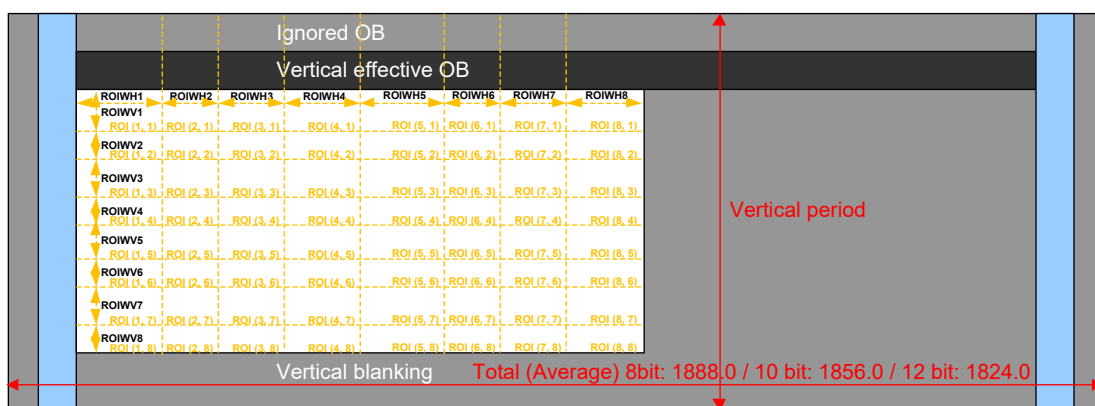 Ignored OB
Vertical effective OB
ROIWH1 ROIWH2 ROIWH3 ROIWH4 ROIWH5 ROIWH6 ROIWH7 ROIWH8
ROIWV1
ROI (1, 1) ROI (2, 1) ROI (3, 1) ROI (4, 1) ROI (5, 1) ROI (6, 1) ROI (7, 1) ROI (8, 1)
ROIWV2
ROI (1, 2) ROI (2, 2) ROI (3, 2) ROI (4, 2) ROI (5, 2) ROI (6, 2) ROI (7, 2) ROI (8, 2)
ROIWV3
ROI (1, 3) ROI (2, 3) ROI (3, 3) ROI (4, 3) ROI (5, 3) ROI (6, 3) ROI (7, 3) ROI (8, 3)
ROIWV4
ROI (1, 4) ROI (2, 4) ROI (3, 4) ROI (4, 4) ROI (5, 4) ROI (6, 4) ROI (7, 4) ROI (8, 4)
Vertical period
ROIWV5
ROI (1, 5) ROI (2, 5) ROI (3, 5) ROI (4, 5) ROI (5, 5) ROI (6, 5) ROI (7, 5) ROI (8, 5)
ROIWV6
ROI (1, 6) ROI (2, 6) ROI (3, 6) ROI (4, 6) ROI (5, 6) ROI (6, 6) ROI (7, 6) ROI (8, 6)
ROIWV7
ROI (1, 7) ROI (2, 7) ROI (3, 7) ROI (4, 7) ROI (5, 7) ROI (6, 7) ROI (7, 7) ROI (8, 7)
ROIWV8
ROI (1, 8) ROI (2, 8) ROI (3, 8) ROI (4, 8) ROI (5, 8) ROI (6, 8) ROI (7, 8) ROI (8, 8)
Vertical blanking
Total (Average) 8bit: 1888.0 / 10 bit: 1856.0 / 12 bit: 1824.0